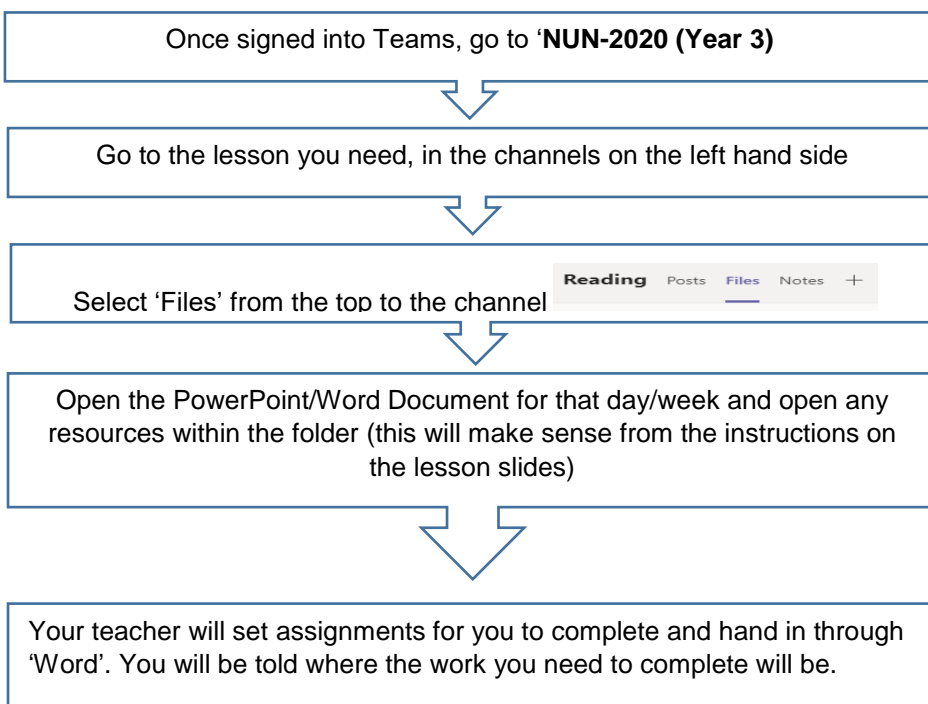 Once signed into Teams, go to ‘NUN-2020 (Year 3)
Go to the lesson you need, in the channels on the left hand side
Select ‘Files’ from the top to the channel Reading Posts Files Notes +
Open the PowerPoint/Word Document for that day/week and open any
resources within the folder (this will make sense from the instructions on
the lesson slides)
Your teacher will set assignments for you to complete and hand in through
‘Word’. You will be told where the work you need to complete will be.